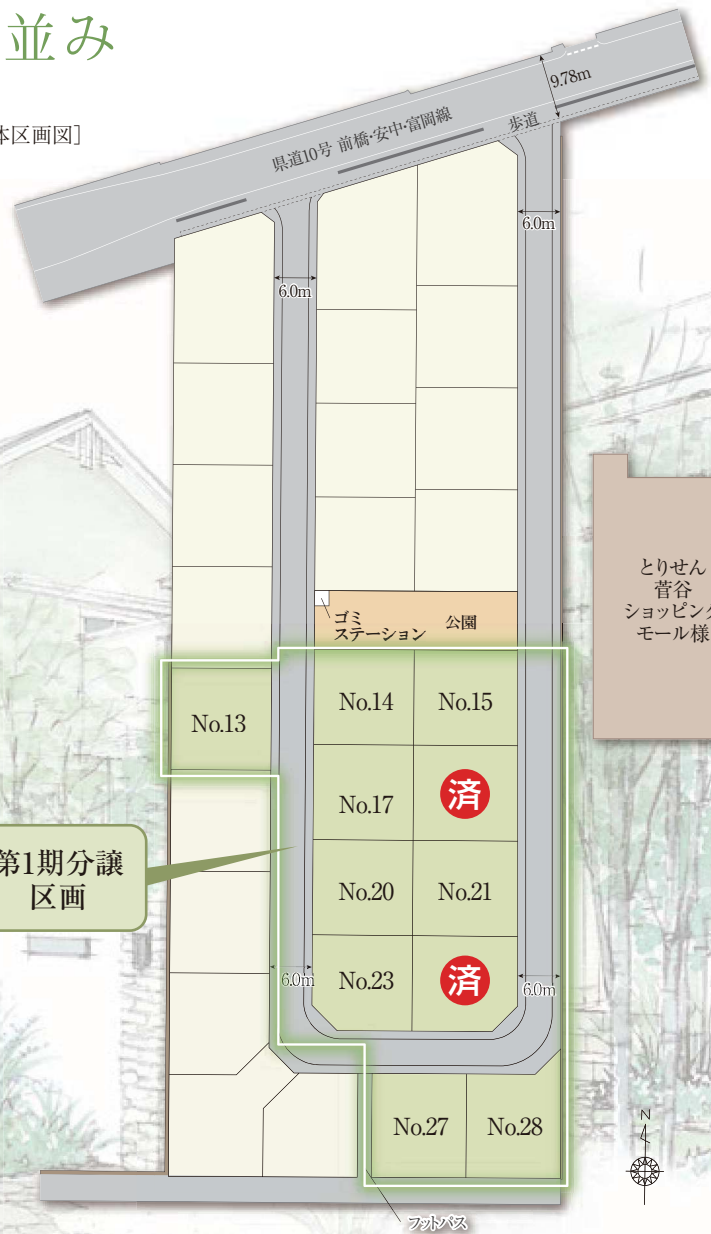 並み
体区画図]
9.78m
県道10号 前橋・安中・富岡線
歩道
6.0m
6.0m
とりせん
菅谷
ショッピング
モール様
ゴミ
ステーション
公園
No.13
No.14
No.15
No.17
済
第1期分譲
区画
No.20
No.21
6.0m
No.23
済
6.0m
No.27
No.28
N
フットパス